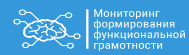 Мониторинг
формирования
функциональной
грамотности